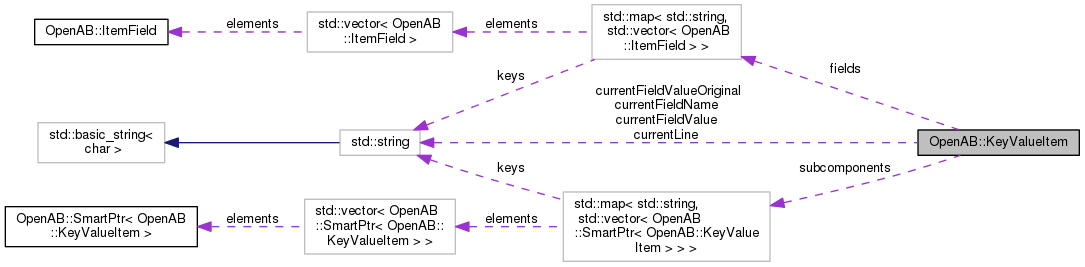 OpenAB::ItemField
elements
std::vector< OpenAB
::ItemField >
elements
std::map< std::string,
std::vector< OpenAB
::ItemField > >
fields
keys
currentFieldValueOriginal
currentFieldName
currentFieldValue
currentLine
std::basic_string<
char >
std::string
OpenAB::KeyValueItem
keys
subcomponents
OpenAB::SmartPtr< OpenAB
::KeyValueItem >
elements
std::vector< OpenAB
::SmartPtr< OpenAB::
KeyValueItem > >
elements
std::map< std::string,
std::vector< OpenAB
::SmartPtr< OpenAB::KeyValue
Item > > >